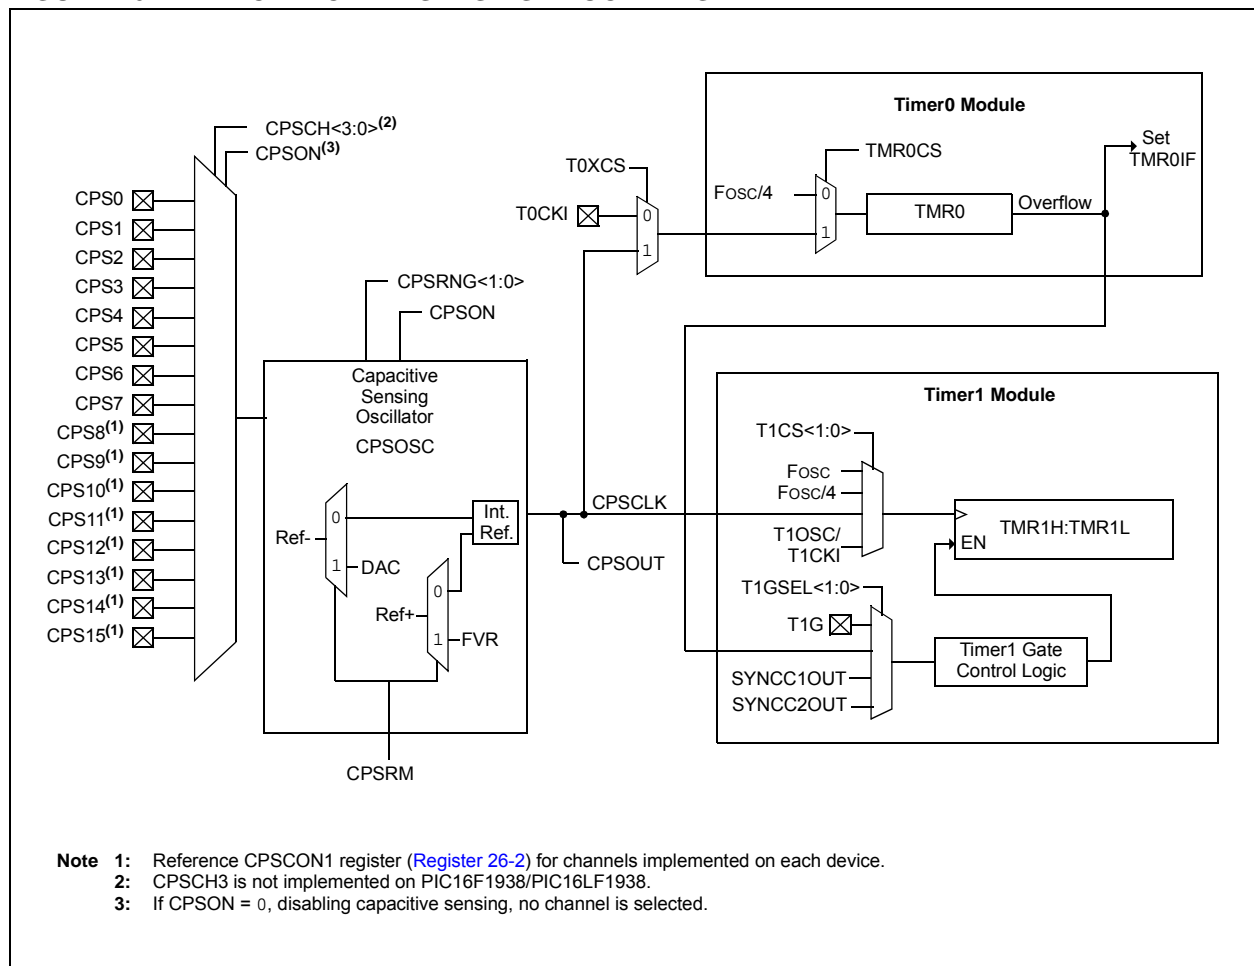 Timer0 Module
CPSCH<3:0>(2)
CPSON(3)
TMR0CS
Set
TMR0IF
T0XCS
FOSC/4
0
1
TMR0
Overflow
T0CKI
0
1
CPS0
CPS1
CPS2
CPS3
CPS4
CPS5
CPS6
CPS7
CPS8(1)
CPS9(1)
CPS10(1)
CPS11(1)
CPS12(1)
CPS13(1)
CPS14(1)
CPS15(1)
CPSRNG<1:0>
CPSON
Capacitive
Sensing
Oscillator
CPSOSC
Ref-
0
1
DAC
Int.
Ref.
Ref+
0
1
FVR
CPSRM
CPSCLK
CPSOUT
Timer1 Module
T1CS<1:0>
FOSC
FOSC/4
T1OSC/
T1CKI
TMR1H:TMR1L
EN
T1GSEL<1:0>
T1G
SYNCC1OUT
SYNCC2OUT
Timer1 Gate
Control Logic
Note 1: Reference CPSCON1 register (Register 26-2) for channels implemented on each device.
2: CPSCH3 is not implemented on PIC16F1938/PIC16LF1938.
3: If CPSON = 0, disabling capacitive sensing, no channel is selected.